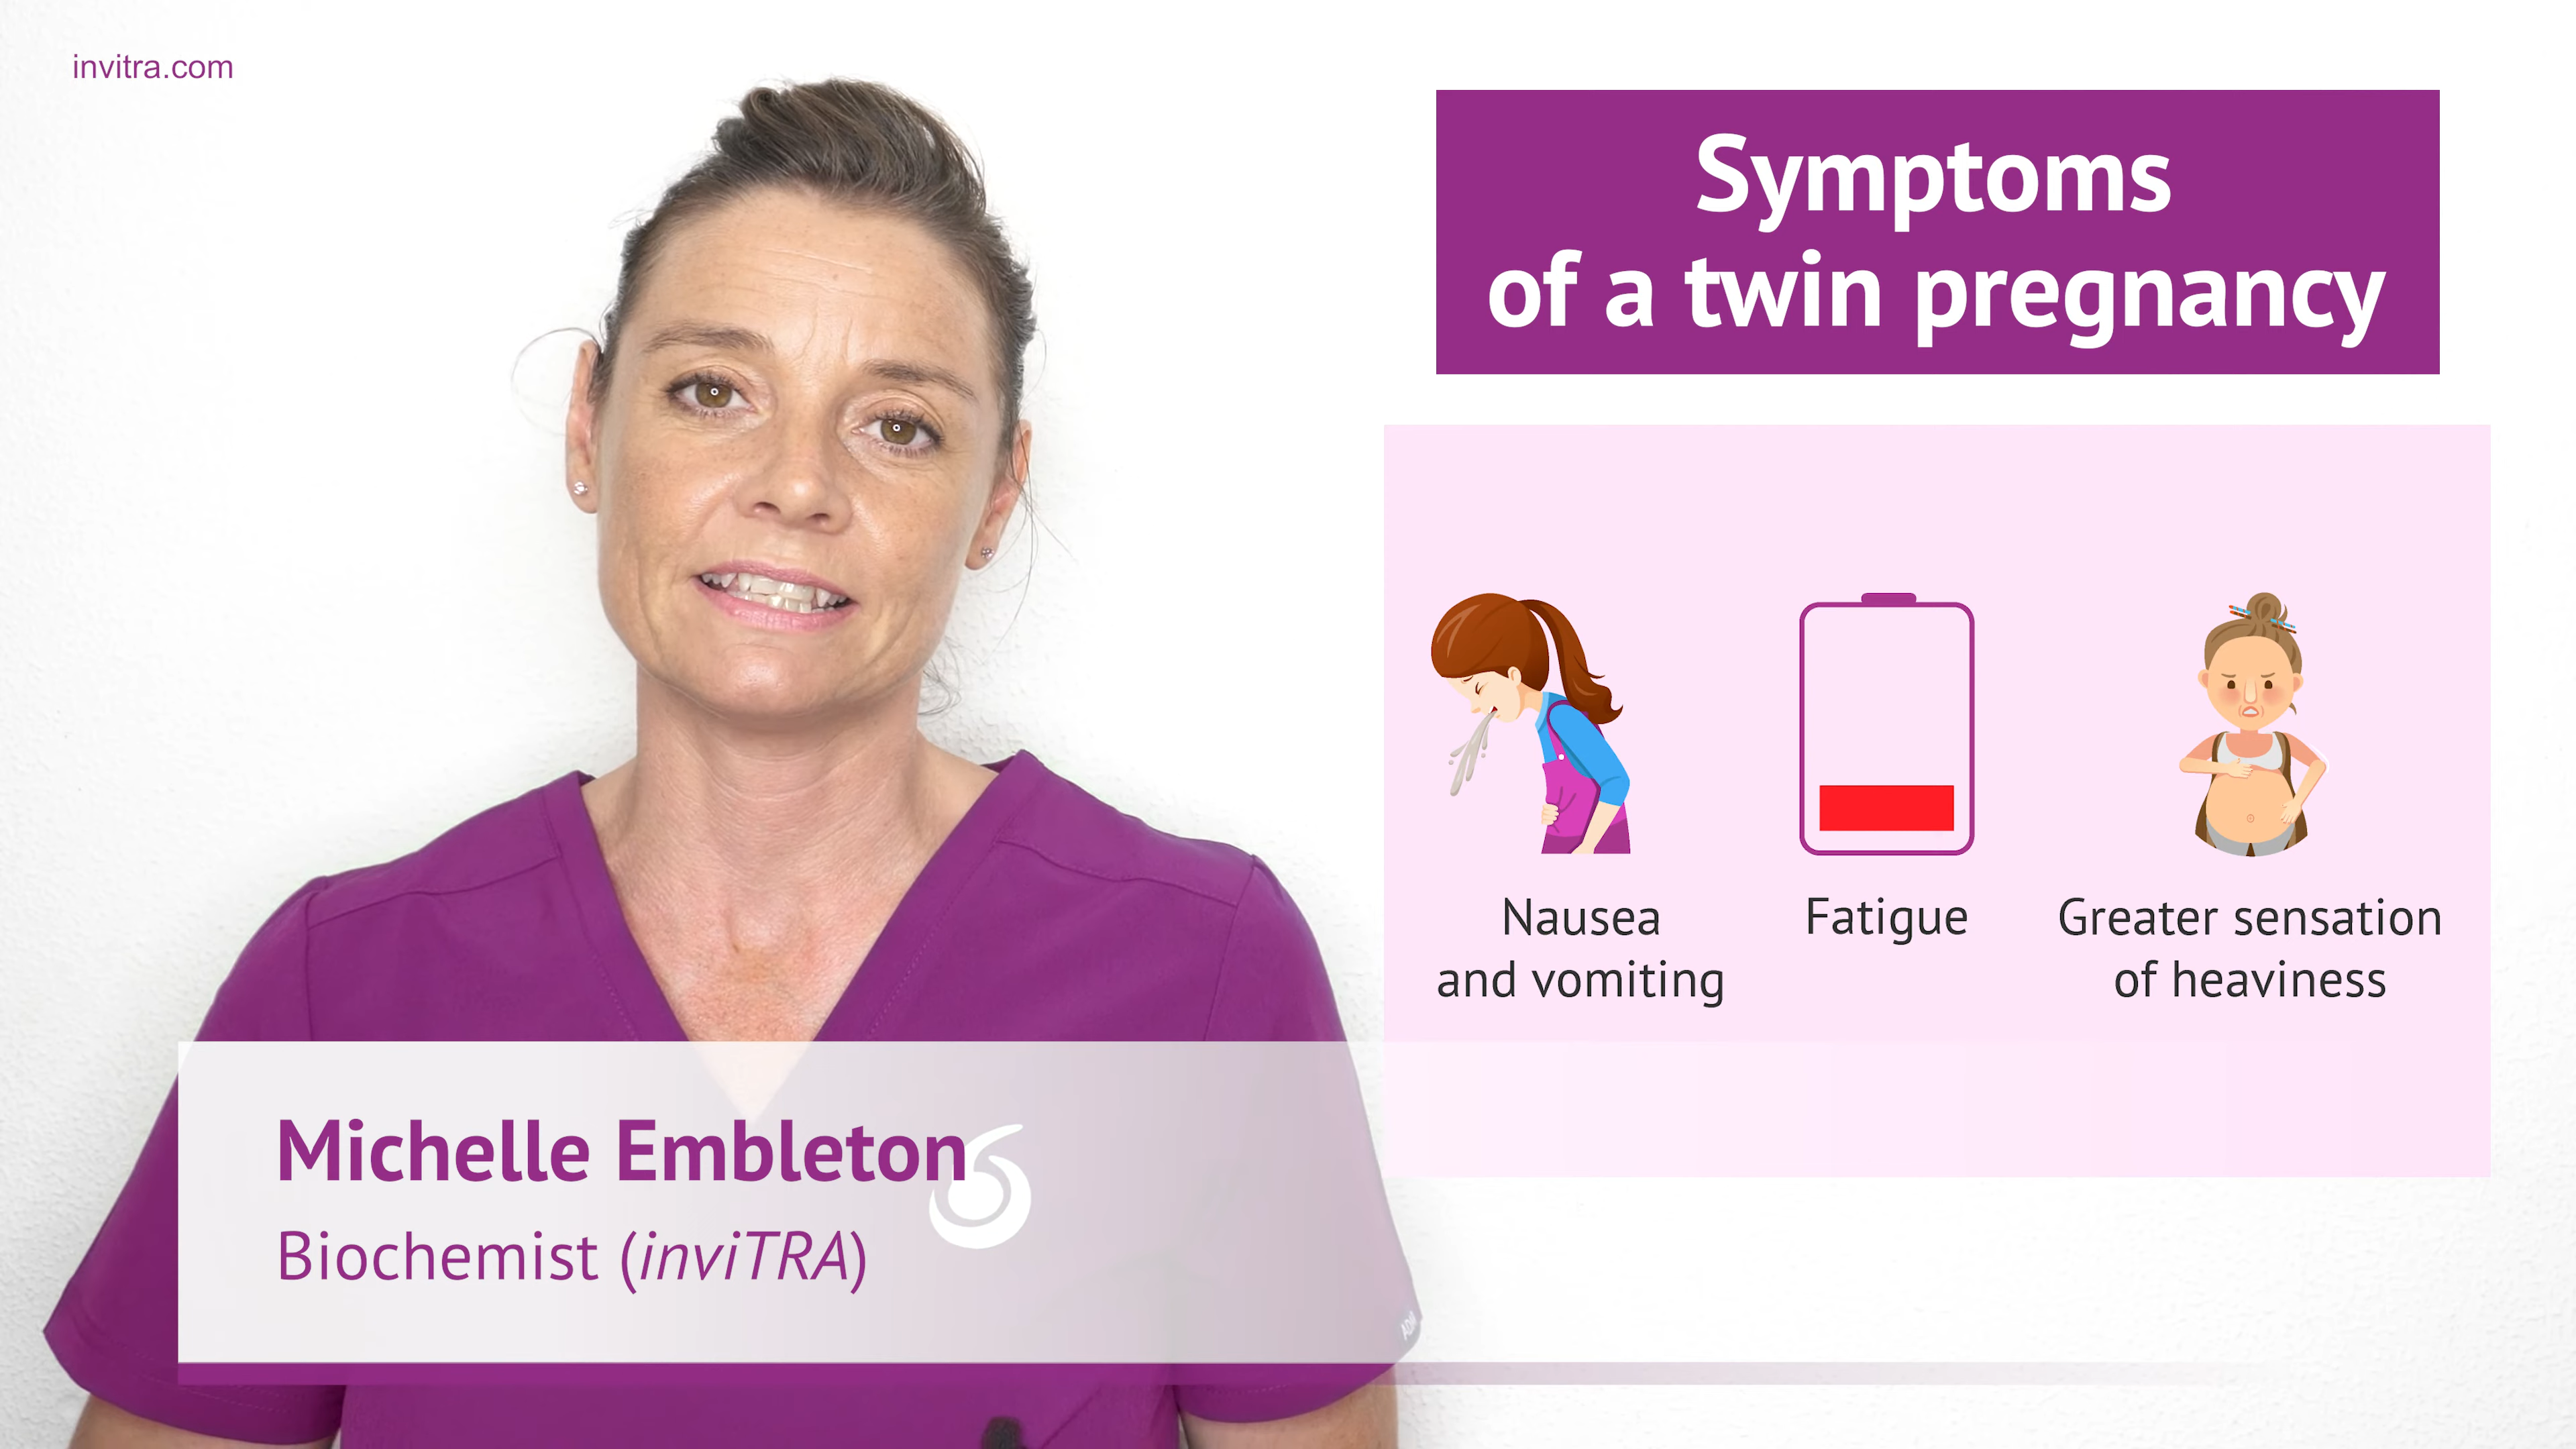 invitra.com
Symptoms
of a twin pregnancy
Nausea
and vomiting
Fatigue
Greater sensation
of heaviness
Michelle Embleton
Biochemist (inviTRA)